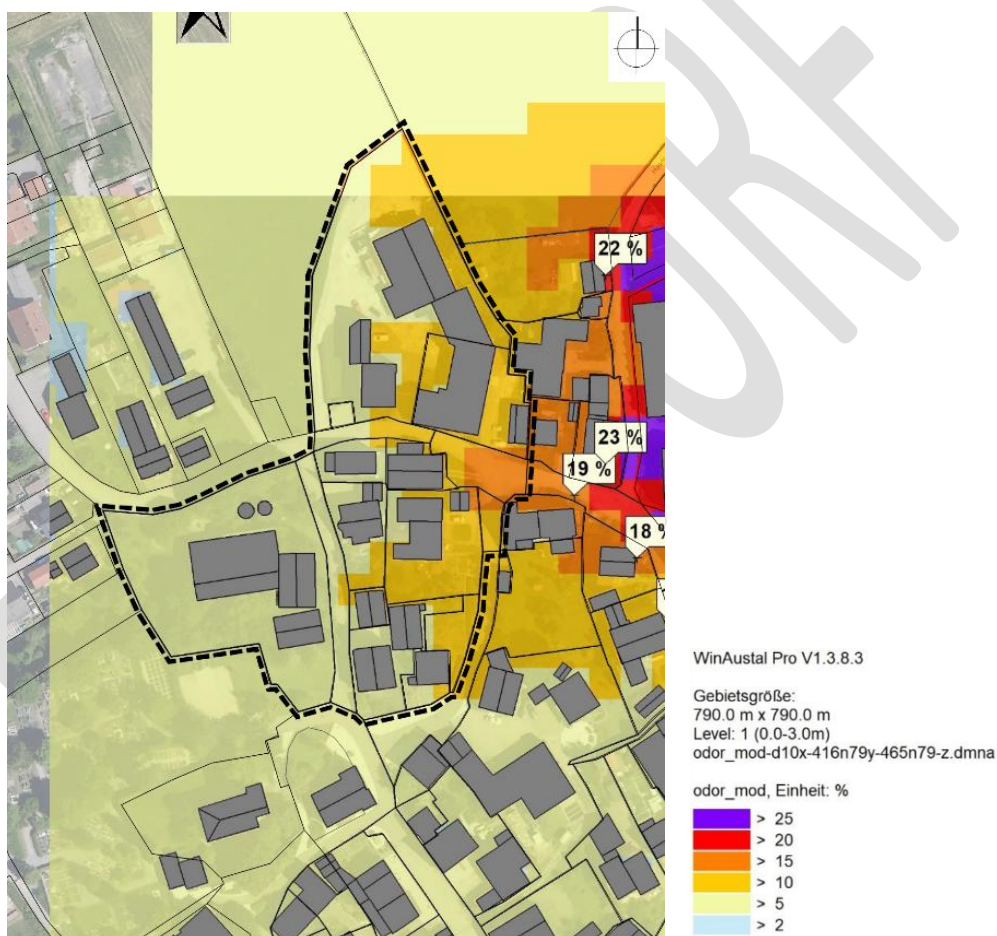 22 %
23 %
19 %
18 %
WinAustal Pro V1.3.8.3
Gebietsgröße:
790.0 m x 790.0 m
Level: 1 (0.0-3.0m)
odor_mod-d10x-416n79y-465n79-z.dmna
odor_mod, Einheit: %
> 25
> 20
> 15
> 10
> 5
> 2